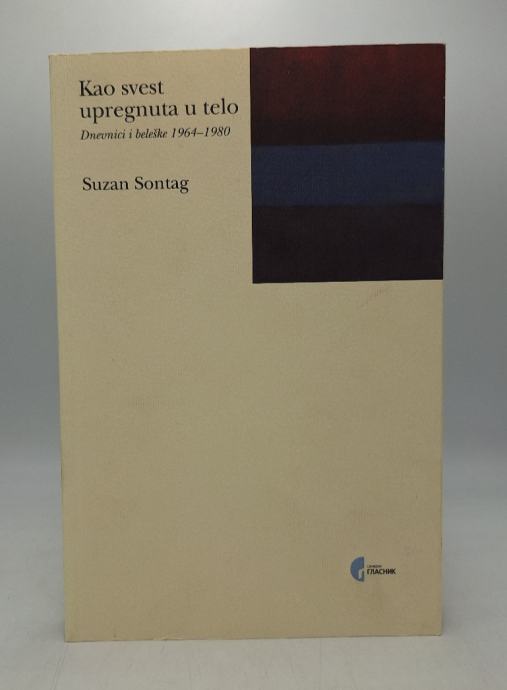 Kao svest
upregnuta u telo
Dnevnici i beleške 1964–1980
Suzan Sontag
ГЛАСНИК